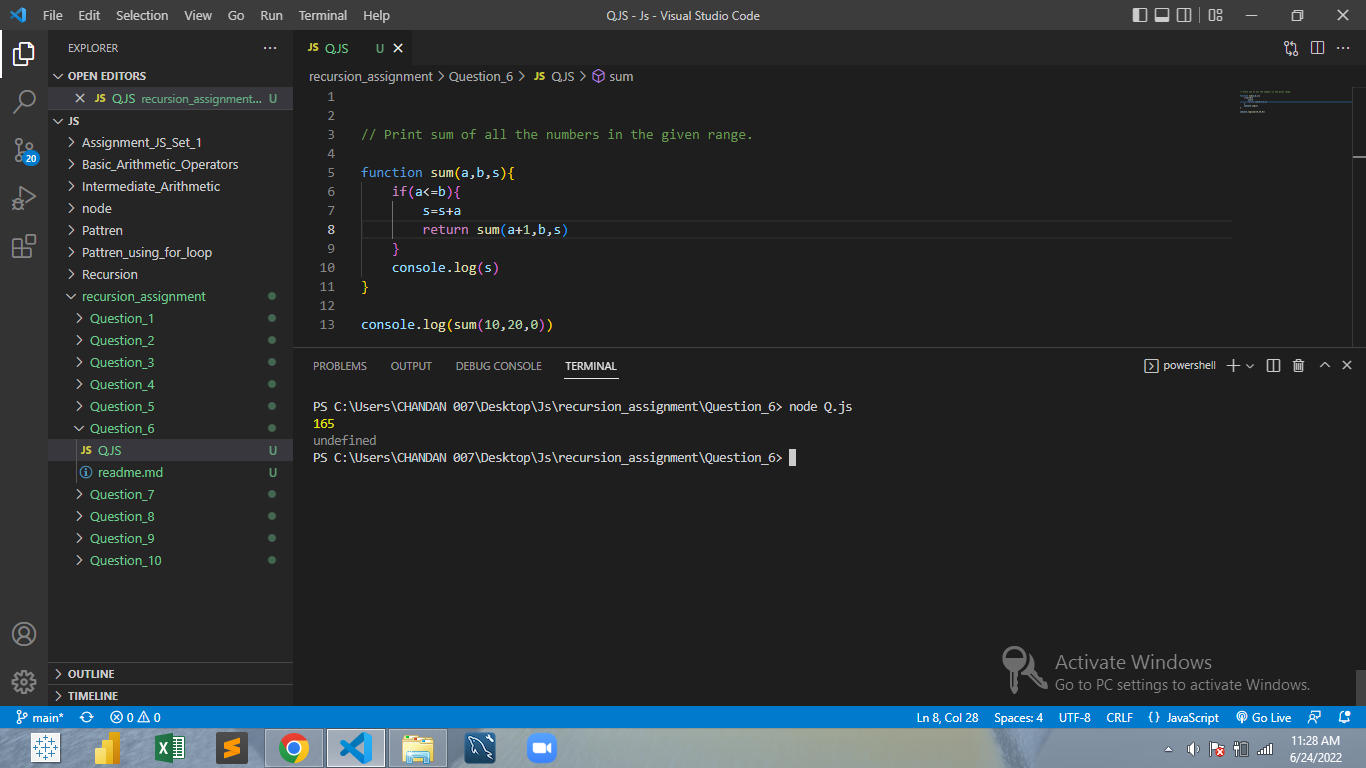 File Edit Selection View Go Run Terminal Help
Q.JS - Js - Visual Studio Code
EXPLORER
OPEN EDITORS
JS Q.JS recursion_assignment... U
JS
Assignment_JS_Set_1
Basic_Arithmetic_Operators
Intermediate_Arithmetic
node
Pattren
Pattren_using_for_loop
Recursion
recursion_assignment
Question_1
Question_2
Question_3
Question_4
Question_5
Question_6
JS Q.JS U
readme.md U
Question_7
Question_8
Question_9
Question_10
OUTLINE
TIMELINE
20
JS Q.JS U
recursion_assignment > Question_6 > JS Q.JS > sum
1
2
3 // Print sum of all the numbers in the given range.
4
5 function sum(a,b,s){
6 if(a<=b){
7 s=s+a
8 return sum(a+1,b,s)
9 }
10 console.log(s)
11 }
12
13 console.log(sum(10,20,0))
PROBLEMS OUTPUT DEBUG CONSOLE TERMINAL
powershell
PS C:\Users\CHANDAN 007\Desktop\Js\recursion_assignment\Question_6> node Q.js
165
undefined
PS C:\Users\CHANDAN 007\Desktop\Js\recursion_assignment\Question_6>
Activate Windows
Go to PC settings to activate Windows.
main* 0 0
Ln 8, Col 28 Spaces: 4 UTF-8 CRLF {} JavaScript Go Live
11:28 AM
6/24/2022